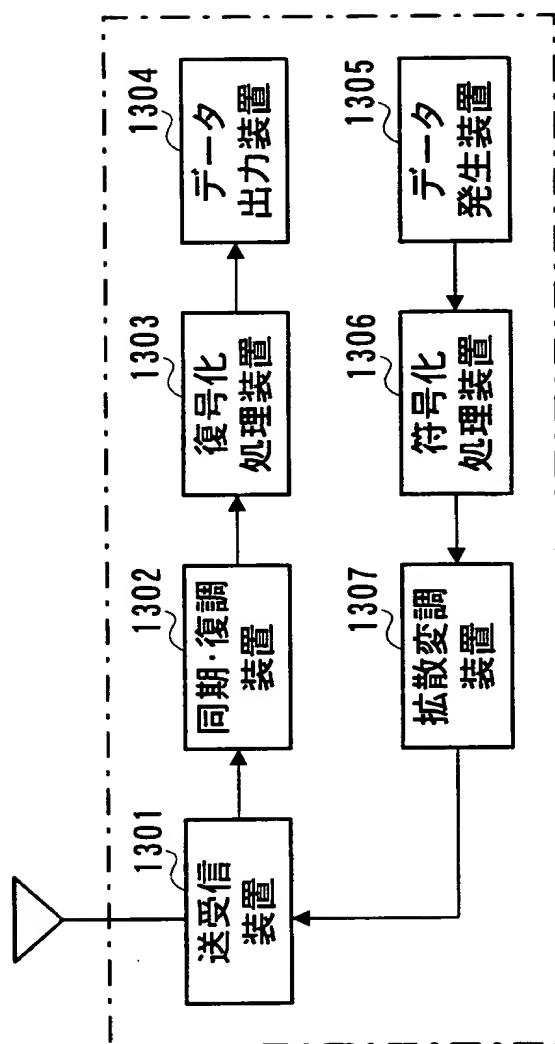 1301
送受信
装置
1302
同期・復調
装置
1303
復号化
処理装置
1304
データ
出力装置
1305
データ
発生装置
1306
符号化
処理装置
1307
拡散変調
装置